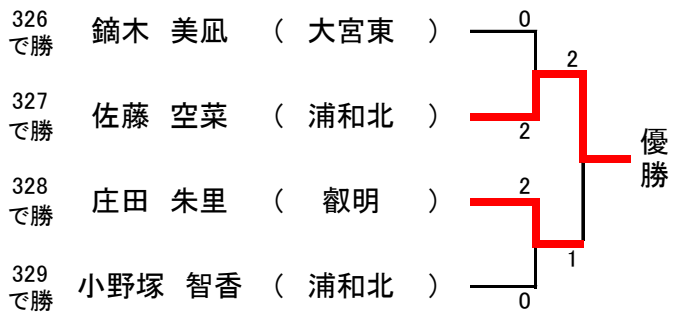 326
で勝
鏑木 美凪 ( 大宮東 )
0
2
327
で勝
佐藤 空菜 ( 浦和北 )
2
優勝
328
で勝
庄田 朱里 ( 叡明 )
2
1
329
で勝
小野塚 智香 ( 浦和北 )
0